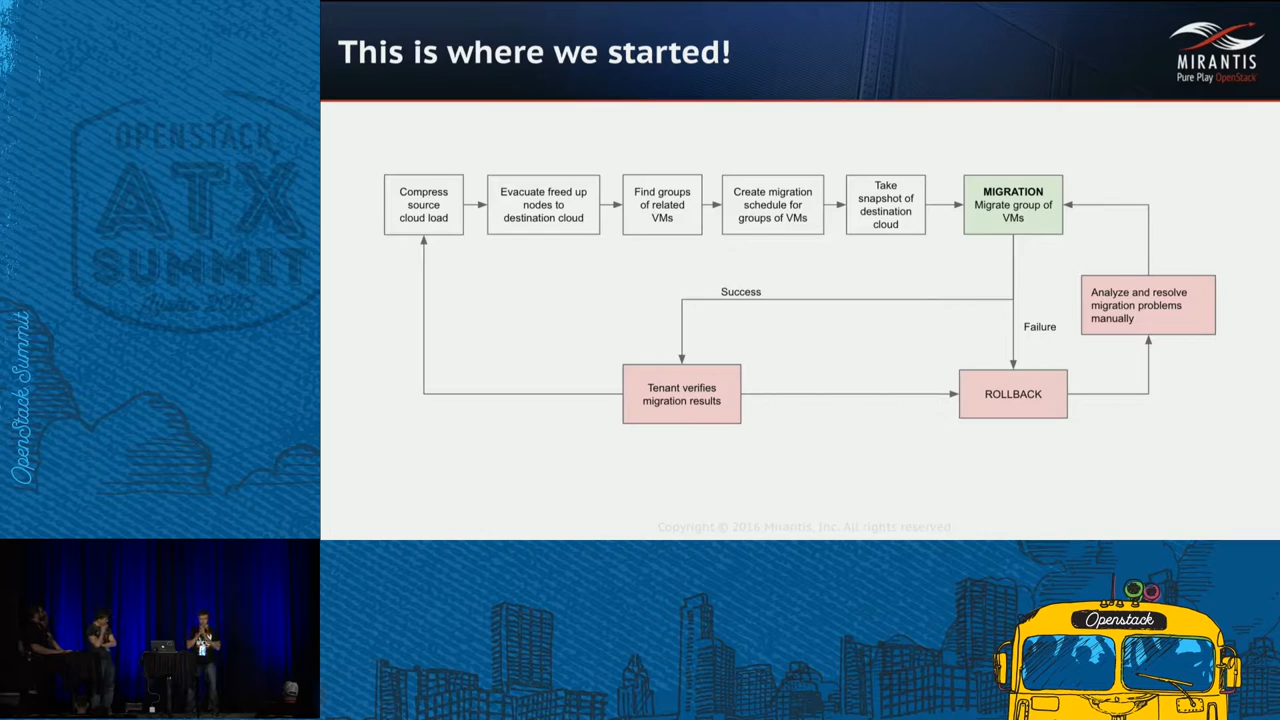 This is where we started!
MIRANTIS
Pure Play OpenStack
OPENSTACK
ATX
SUMMIT
OpenStack Summit
Compress
source
cloud load
Evacuate freed up
nodes to
destination cloud
Find groups
of related
VMs
Create migration
schedule for
groups of VMs
Take
snapshot of
destination
cloud
MIGRATION
Migrate group of
VMs
Success
Failure
Analyze and resolve
migration problems
manually
Tenant verifies
migration results
ROLLBACK
Copyright © 2016 Mirantis, Inc. All rights reserved
Openstack